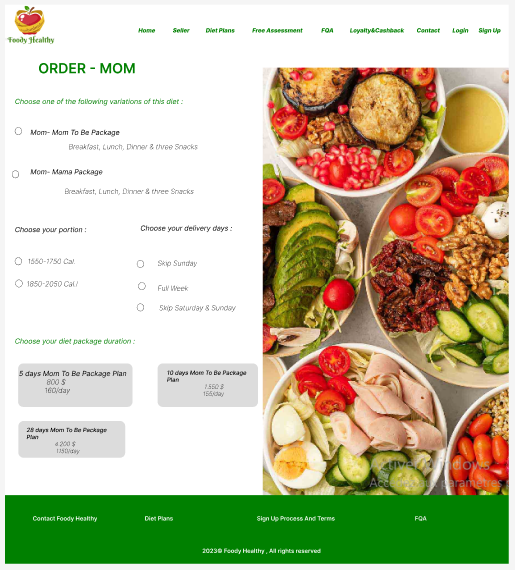 Foody Healthy
Home Seller Diet Plans Free Assessment FQA Loyalty&Cashback Contact Login Sign Up
ORDER - MOM
Choose one of the following variations of this diet :
Mom- Mom To Be Package
Breakfast, Lunch, Dinner & three Snacks
Mom- Mama Package
Breakfast, Lunch, Dinner & three Snacks
Choose your portion :
1550-1750 Cal.
1850-2050 Cal./
Choose your delivery days :
Skip Sunday
Full Week
Skip Saturday & Sunday
Choose your diet package duration :
5 days Mom To Be Package Plan
800 $
160/day
10 days Mom To Be Package
Plan
1 550 $
155/day
28 days Mom To Be Package
Plan
4 200 $
1150/day
Contact Foody Healthy Diet Plans Sign Up Process And Terms FQA
2023© Foody Healthy , All rights reserved